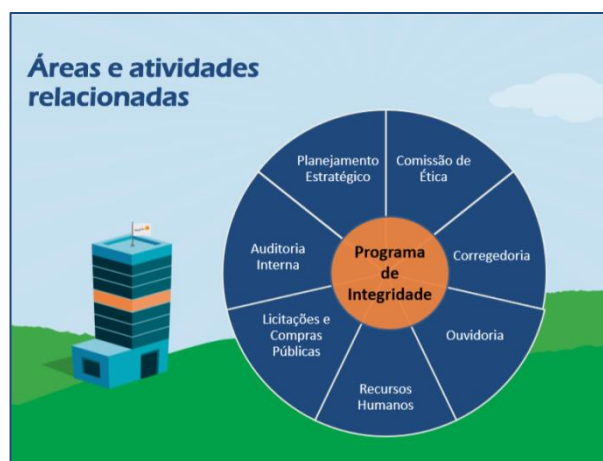 Áreas e atividades
relacionadas
Planejamento
Estratégico
Comissão de
Ética
Auditoria
Interna
Programa
de
Integridade
Corregedoria
Licitações e
Compras
Públicas
Ouvidoria
Recursos
Humanos